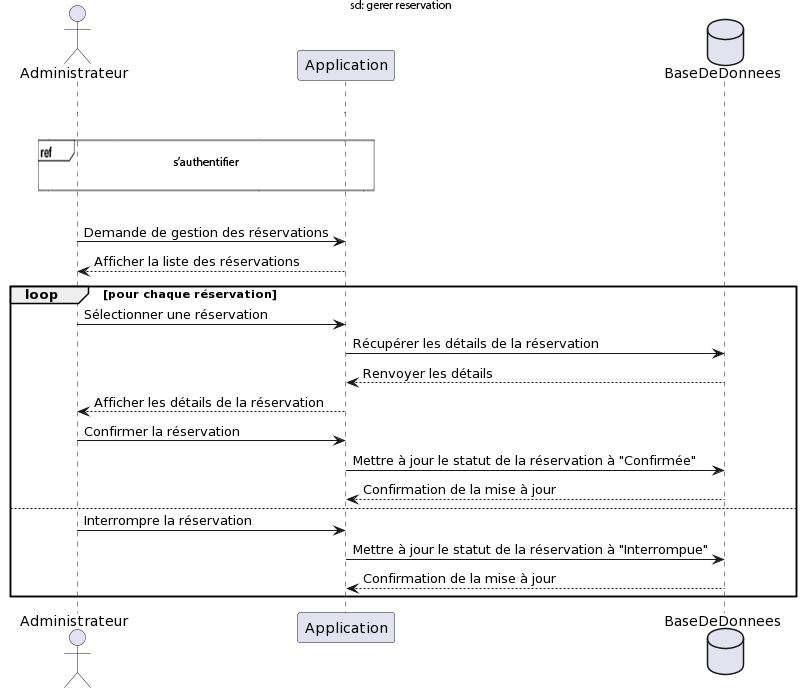 sd: gerer reservation
Administrateur
Application
BaseDeDonnees
ref
s'authentifier
Demande de gestion des réservations
Afficher la liste des réservations
loop [pour chaque réservation]
Sélectionner une réservation
Récupérer les détails de la réservation
Renvoyer les détails
Afficher les détails de la réservation
Confirmer la réservation
Mettre à jour le statut de la réservation à "Confirmée"
Confirmation de la mise à jour
Interrompre la réservation
Mettre à jour le statut de la réservation à "Interrompue"
Confirmation de la mise à jour
Administrateur
Application
BaseDeDonnees